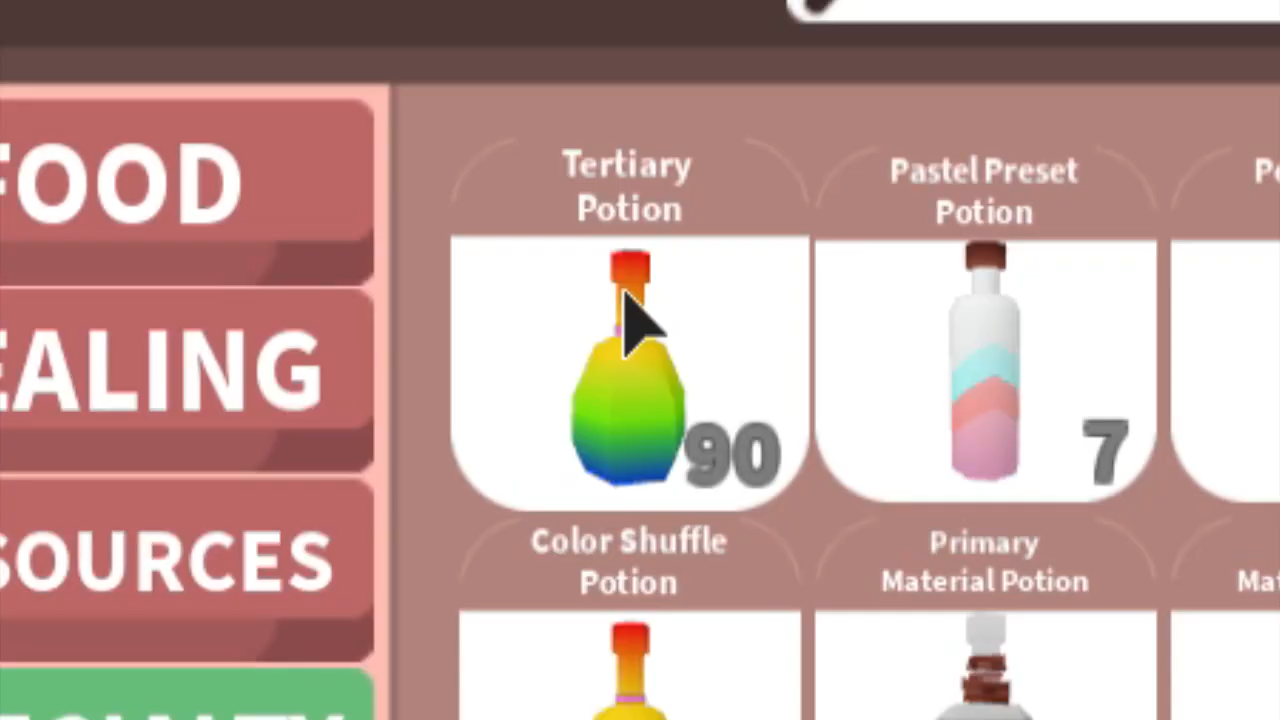 FOOD
EALING
SOURCES
Tertiary
Potion
90
Pastel Preset
Potion
7
Color Shuffle
Potion
Primary
Material Potion